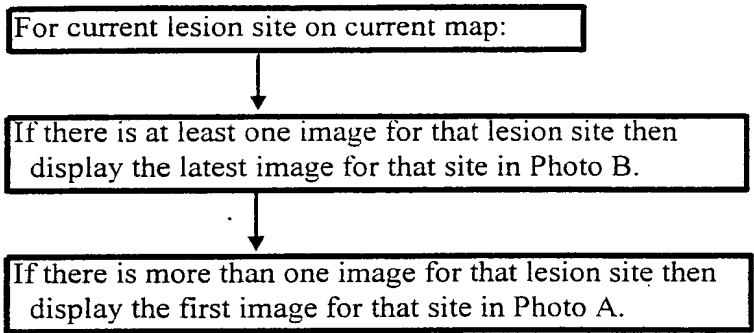 For current lesion site on current map:
If there is at least one image for that lesion site then
display the latest image for that site in Photo B.
If there is more than one image for that lesion site then
display the first image for that site in Photo A.